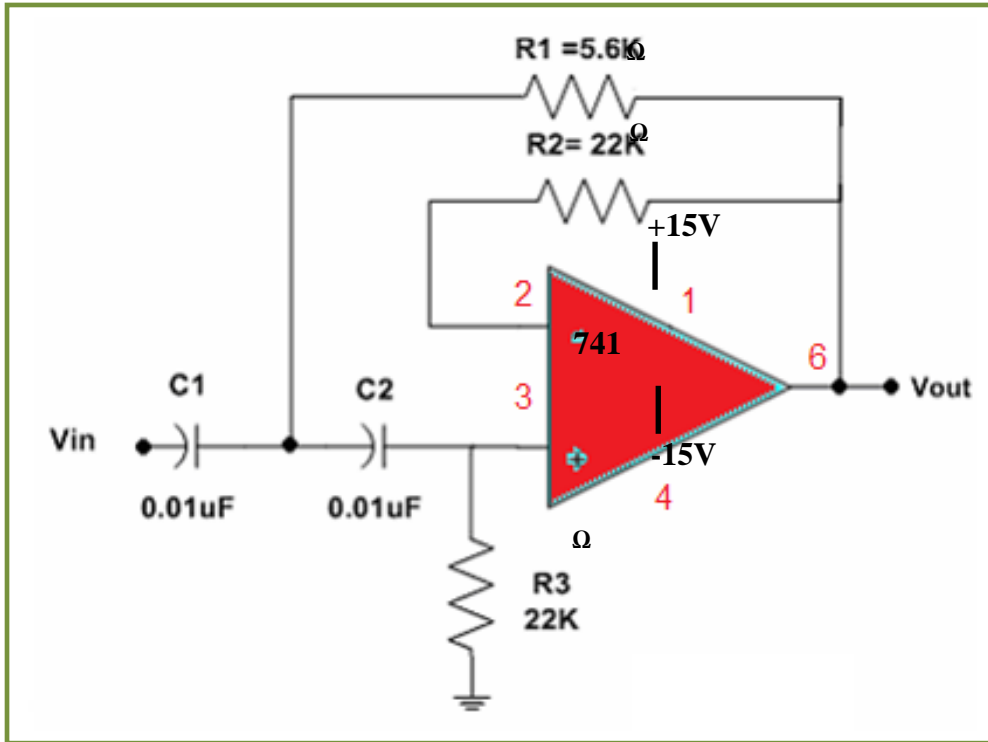 R1 =5.6KΩ
R2= 22KΩ
+15V
2
1
741
-
6
C1
C2
3
Vout
Vin
+
-15V
0.01uF
0.01uF
4
Ω
R3
22K